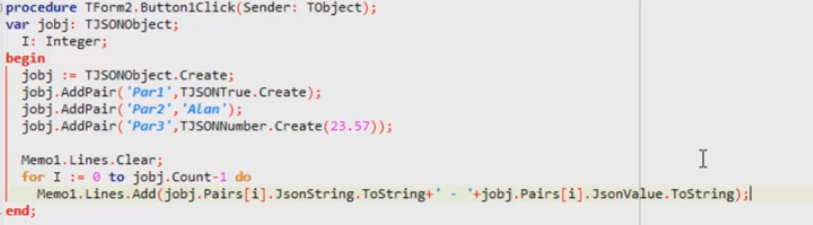 procedure TForm2.Button1Click(Sender: TObject);
var jobj: TJSONObject;
I: Integer;
begin
jobj := TJSONObject.Create;
jobj.AddPair('Par1',TJSONTrue.Create);
jobj.AddPair('Par2','Alan');
jobj.AddPair('Par3',TJSONNumber.Create(23.57));
Memo1.Lines.Clear;
for I := 0 to jobj.Count-1 do
Memo1.Lines.Add(jobj.Pairs[i].JsonString.ToString+' - '+jobj.Pairs[i].JsonValue.ToString);
end;